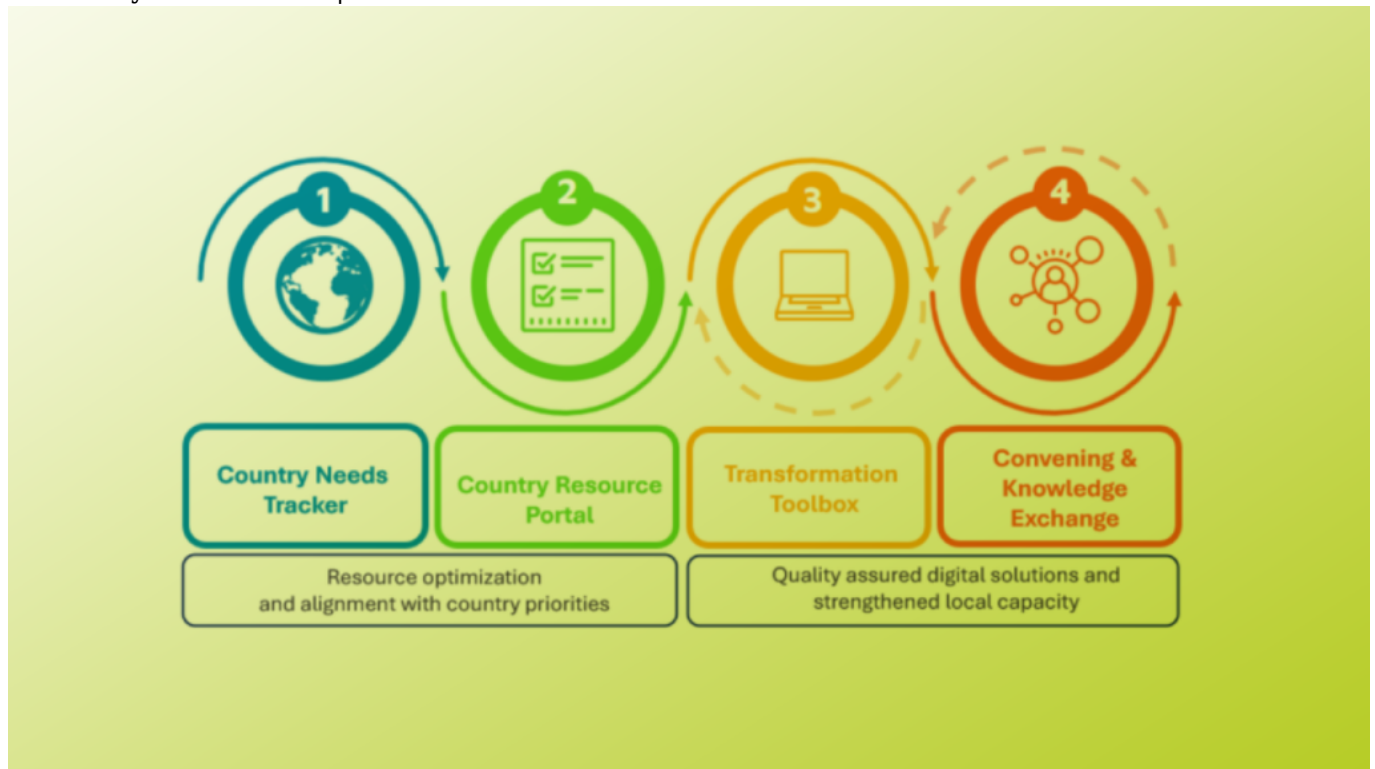 1
2
3
4
Country Needs
Tracker
Country Resource
Portal
Transformation
Toolbox
Convening &
Knowledge
Exchange
Resource optimization
and alignment with country priorities
Quality assured digital solutions and
strengthened local capacity